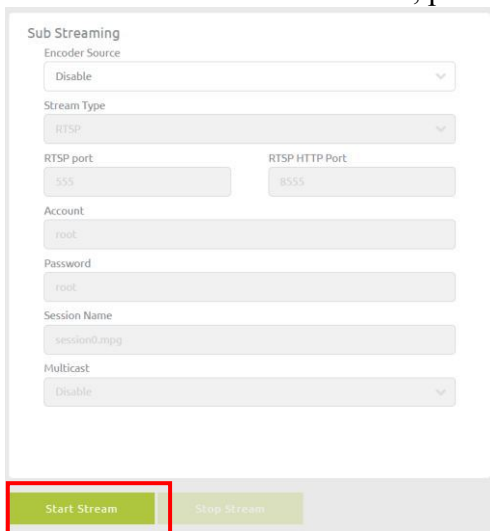 Sub Streaming
Encoder Source
Disable
Stream Type
RTSP
RTSP port RTSP HTTP Port
555 8555
Account
root
Password
root
Session Name
session0.mpg
Multicast
Disable
Start Stream Stop Stream